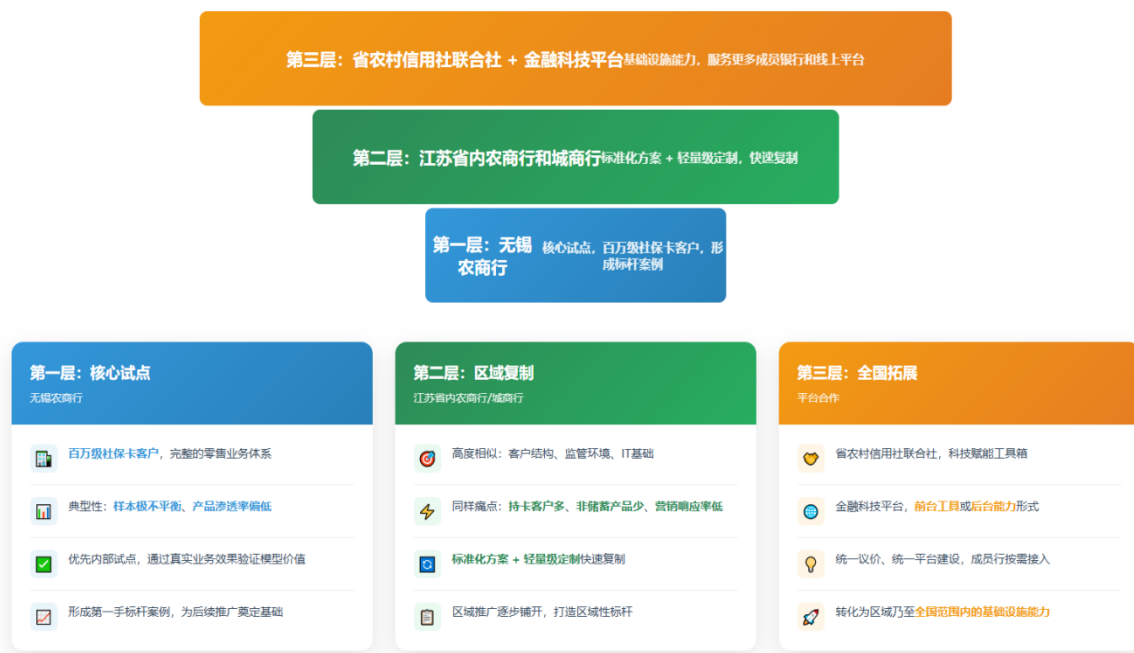 第三层：省农村信用社联合社 + 金融科技平台基础设施能力，服务更多成员银行和线上平台
第二层：江苏省内农商行和城商行标准化方案 + 轻量级定制，快速复制
第一层：无锡农商行
核心试点，百万级社保卡客户，形成标杆案例
第一层：核心试点
无锡农商行
百万级社保卡客户，完整的零售业务体系
典型性：样本极不平衡、产品渗透率偏低
优先内部试点，通过真实业务效果验证模型价值
形成第一手标杆案例，为后续推广奠定基础
第二层：区域复制
江苏省内农商行/城商行
高度相似：客户结构、监管环境、IT基础
同样痛点：持卡客户多、非储蓄产品少、营销响应率低
标准化方案 + 轻量级定制快速复制
区域推广逐步铺开，打造区域性标杆
第三层：全国拓展
平台合作
省农村信用社联合社，科技赋能工具箱
金融科技平台，前台工具或后台能力形式
统一议价、统一平台建设，成员行按需接入
转化为区域乃至全国范围内的基础设施能力